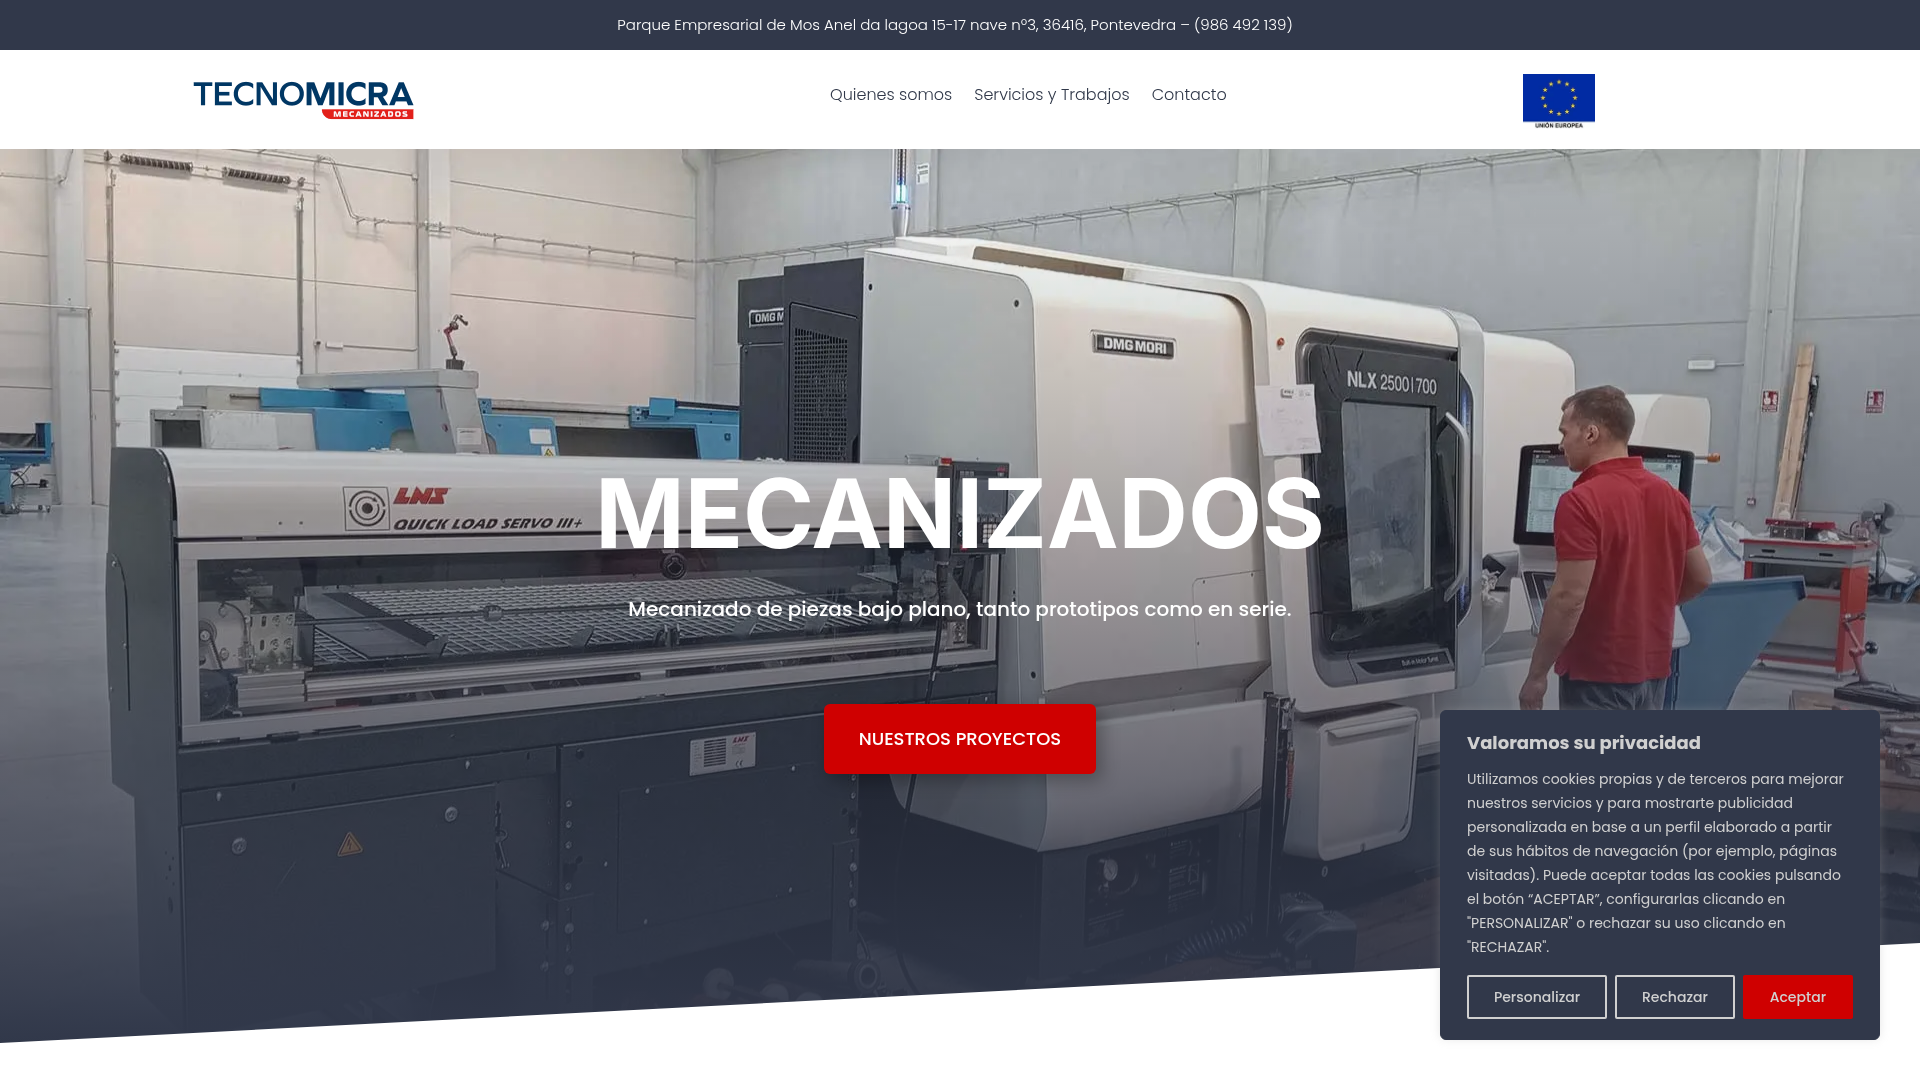 Parque Empresarial de Mos Anel da lagoa 15-17 nave nº3, 36416, Pontevedra – (986 492 139)
TECNOMICRA
MECANIZADOS
Quienes somos
Servicios y Trabajos
Contacto
UNIÓN EUROPEA
DMG MORI
DMG MORI
NLX 2500|700
LNS
QUICK LOAD SERVO III+
MECANIZADOS
Mecanizado de piezas bajo plano, tanto prototipos como en serie.
NUESTROS PROYECTOS
LNS
Valoramos su privacidad
Utilizamos cookies propias y de terceros para mejorar
nuestros servicios y para mostrarte publicidad
personalizada en base a un perfil elaborado a partir
de sus hábitos de navegación (por ejemplo, páginas
visitadas). Puede aceptar todas las cookies pulsando
el botón “ACEPTAR”, configurarlas clicando en
"PERSONALIZAR" o rechazar su uso clicando en
"RECHAZAR".
Personalizar
Rechazar
Aceptar